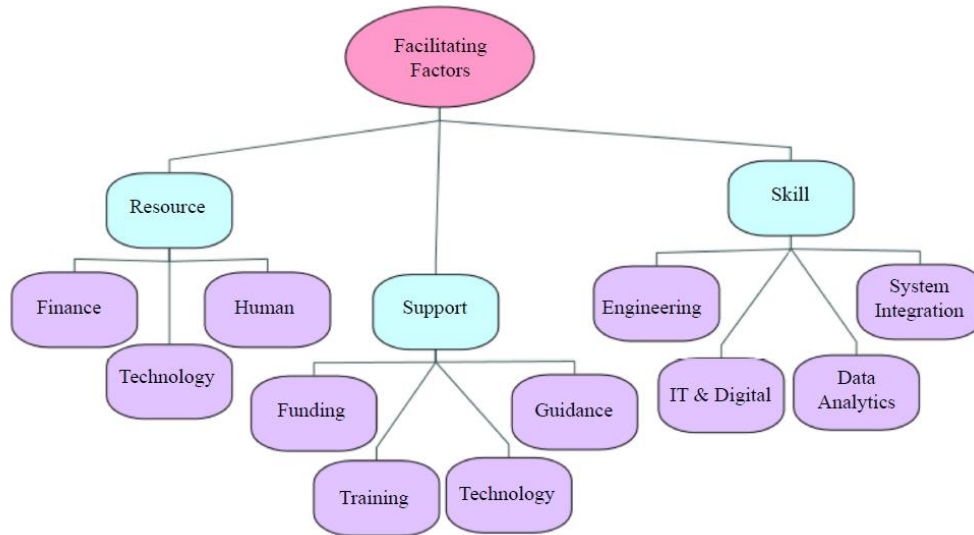 Facilitating
Factors
Resource
Skill
Support
Finance
Technology
Human
Funding
Training
Technology
Guidance
Engineering
IT & Digital
Data
Analytics
System
Integration